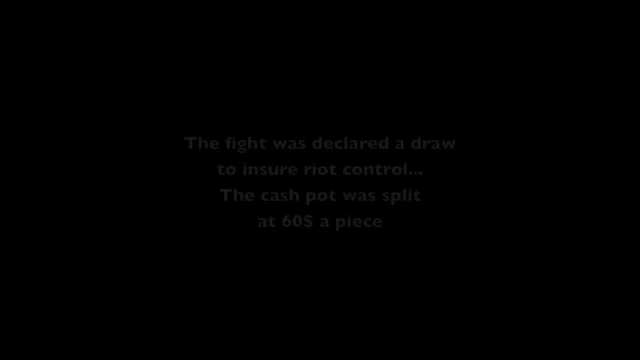 The fight was declared a draw
to insure riot control...
The cash pot was split
at 60$ a piece